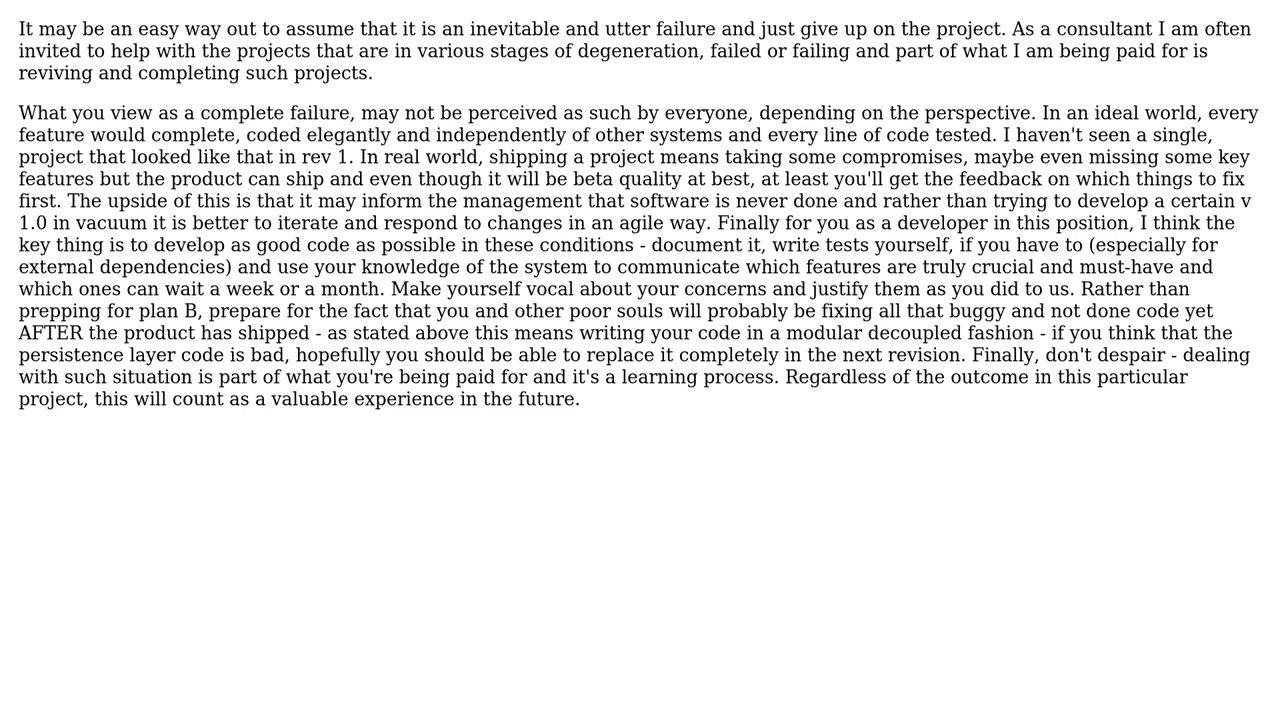 It may be an easy way out to assume that it is an inevitable and utter failure and just give up on the project. As a consultant I am often
invited to help with the projects that are in various stages of degeneration, failed or failing and part of what I am being paid for is
reviving and completing such projects.
What you view as a complete failure, may not be perceived as such by everyone, depending on the perspective. In an ideal world, every
feature would complete, coded elegantly and independently of other systems and every line of code tested. I haven't seen a single,
project that looked like that in rev 1. In real world, shipping a project means taking some compromises, maybe even missing some key
features but the product can ship and even though it will be beta quality at best, at least you'll get the feedback on which things to fix
first. The upside of this is that it may inform the management that software is never done and rather than trying to develop a certain v
1.0 in vacuum it is better to iterate and respond to changes in an agile way. Finally for you as a developer in this position, I think the
key thing is to develop as good code as possible in these conditions - document it, write tests yourself, if you have to (especially for
external dependencies) and use your knowledge of the system to communicate which features are truly crucial and must-have and
which ones can wait a week or a month. Make yourself vocal about your concerns and justify them as you did to us. Rather than
prepping for plan B, prepare for the fact that you and other poor souls will probably be fixing all that buggy and not done code yet
AFTER the product has shipped - as stated above this means writing your code in a modular decoupled fashion - if you think that the
persistence layer code is bad, hopefully you should be able to replace it completely in the next revision. Finally, don't despair - dealing
with such situation is part of what you're being paid for and it's a learning process. Regardless of the outcome in this particular
project, this will count as a valuable experience in the future.